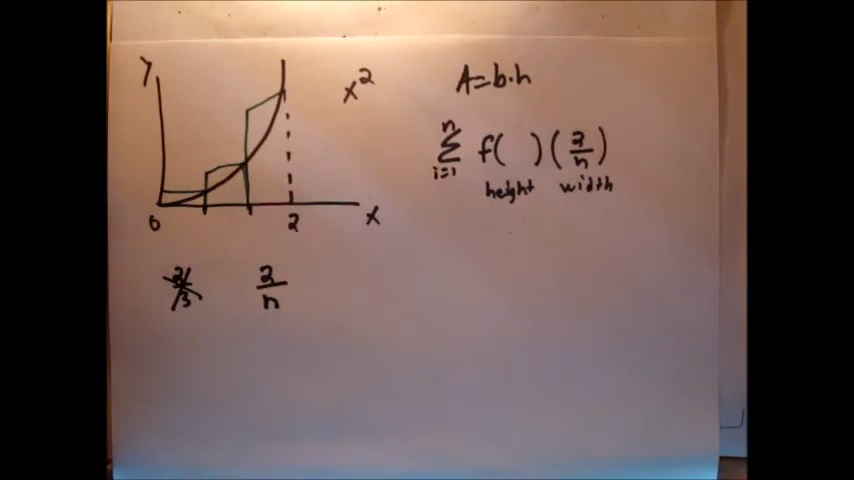 y
x²
A=b·h
n
Σ f( ) (2/n)
i=1
height width
0 2 x
2/3 2/n